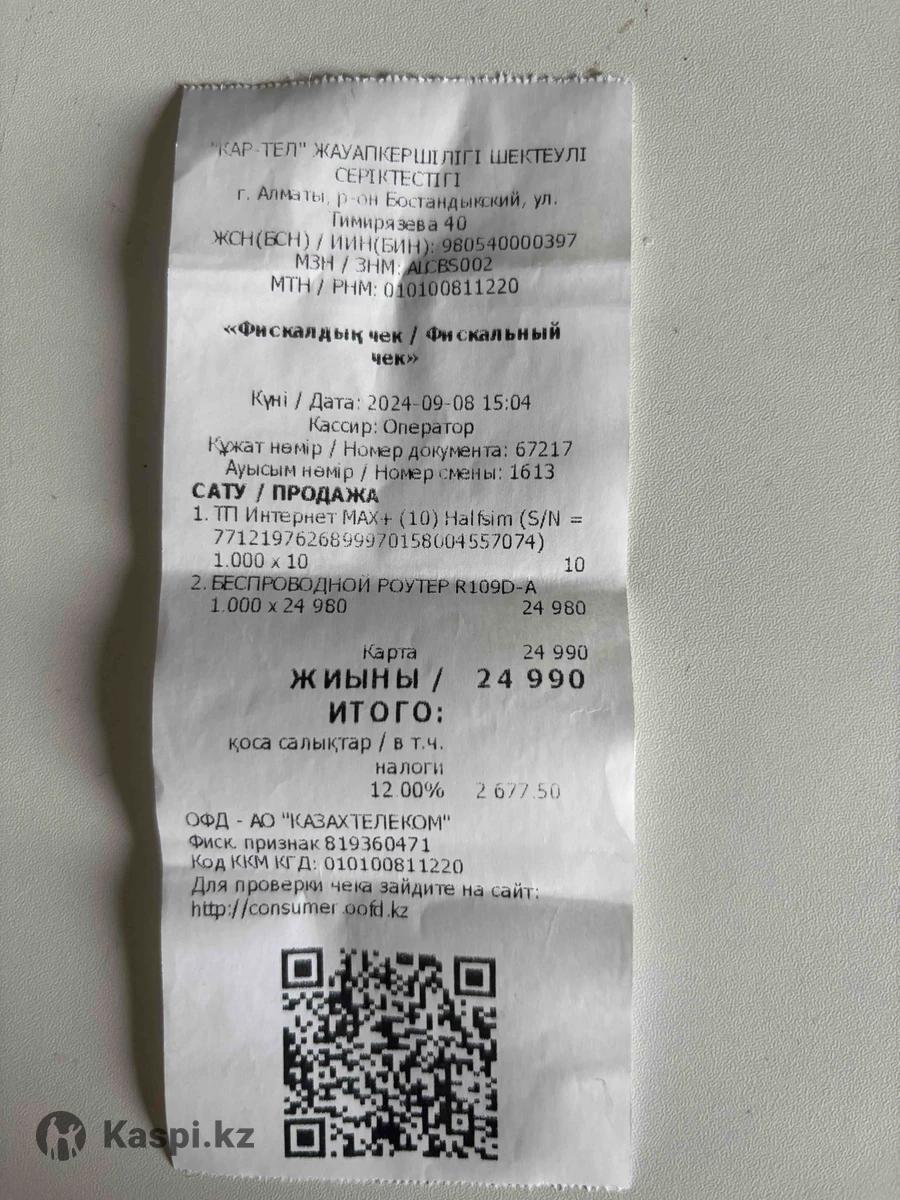 "КАР-ТЕЛ" ЖАУАПКЕРШІЛІГІ ШЕКТЕУЛІ
СЕРІКТЕСТІГІ
г. Алматы, р-он Бостандыкский, ул.
Тимирязева 40
ЖСН(БСН) / ИИН(БИН): 980540000397
МЗН / ЗНМ: ALCBS002
МТН / РНМ: 010100811220
«Фискалдық чек / Фискальный
чек»
Күні / Дата: 2024-09-08 15:04
Кассир: Оператор
Құжат нөмір / Номер документа: 67217
Ауысым нөмір / Номер смены: 1613
САТУ / ПРОДАЖА
1. ТП Интернет MAX+ (10) Halfsim (S/N =
7712197626899970158004557074)
1.000 x 10 10
2. БЕСПРОВОДНОЙ РОУТЕР R109D-A
1.000 x 24 980 24 980
Карта 24 990
ЖИЫНЫ / 24 990
ИТОГО:
қоса салықтар / в т.ч.
налоги
12.00% 2 677.50
ОФД - АО "КАЗАХТЕЛЕКОМ"
Фиск. признак 819360471
Код ККМ КГД: 010100811220
Для проверки чека зайдите на сайт:
http://consumer.oofd.kz
Kaspi.kz